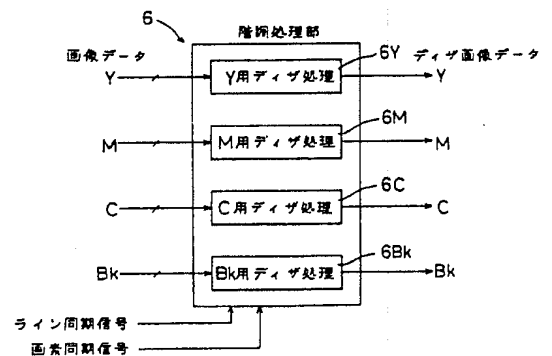 6
階調処理部
画像データ
6Y
ディザ画像データ
Y
Y用ディザ処理
Y
6M
M
M用ディザ処理
M
6C
C
C用ディザ処理
C
6Bk
Bk
Bk用ディザ処理
Bk
ライン同期信号
画素同期信号